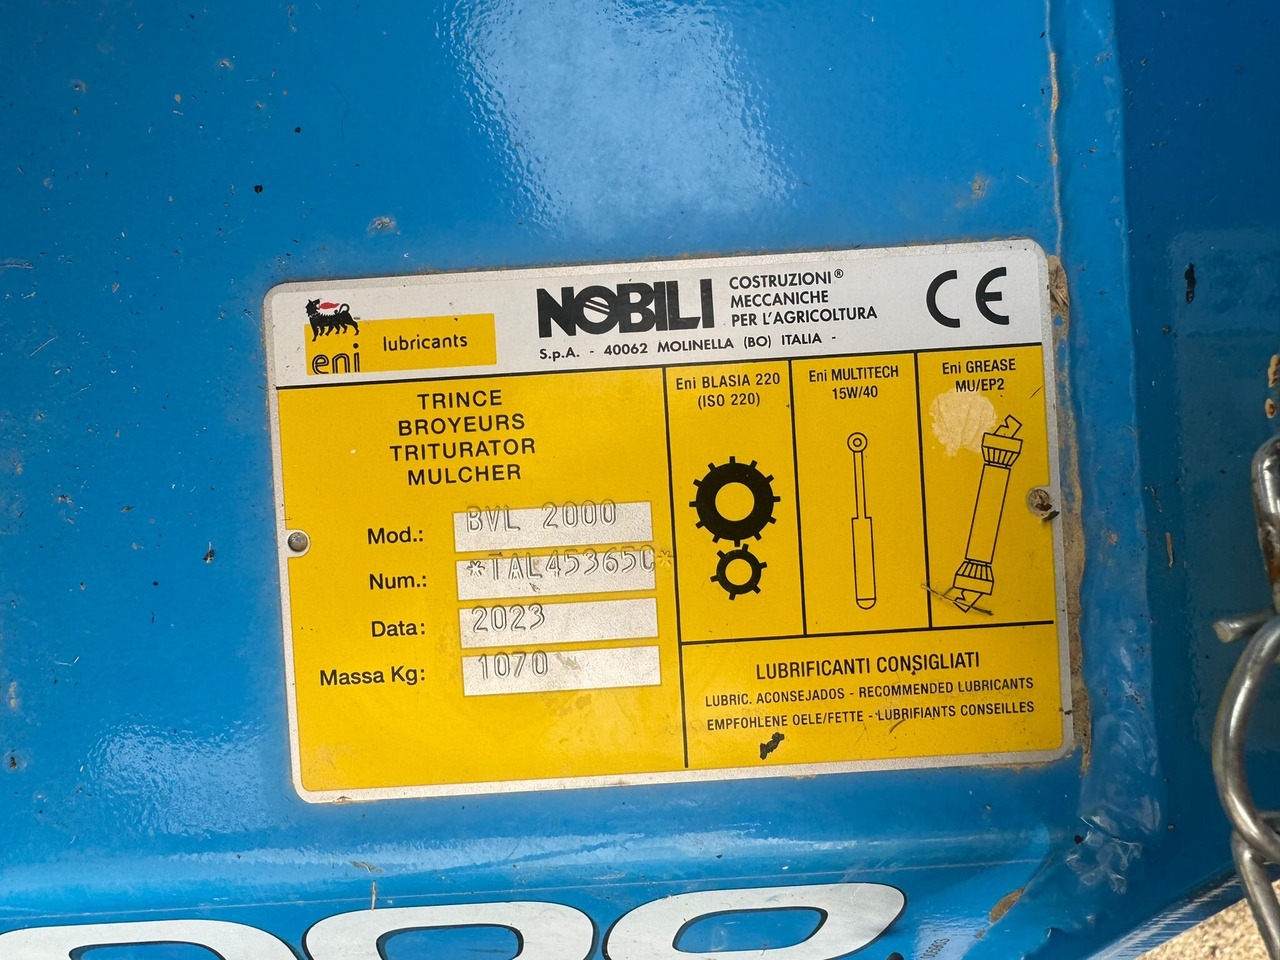 eni
lubricants
NOBILI
COSTRUZIONI®
MECCANICHE
PER L'AGRICOLTURA
S.p.A. - 40062 MOLINELLA (BO) ITALIA -
CE
TRINCE
BROYEURS
TRITURATOR
MULCHER
Mod.: BVL 2000
Num.: *TAL45365C*
Data: 2023
Massa Kg: 1070
Eni BLASIA 220
(ISO 220)
Eni MULTITECH
15W/40
Eni GREASE
MU/EP2
LUBRIFICANTI CONSIGLIATI
LUBRIC. ACONSEJADOS - RECOMMENDED LUBRICANTS
EMPFOHLENE OELE/FETTE - LUBRIFIANTS CONSEILLES